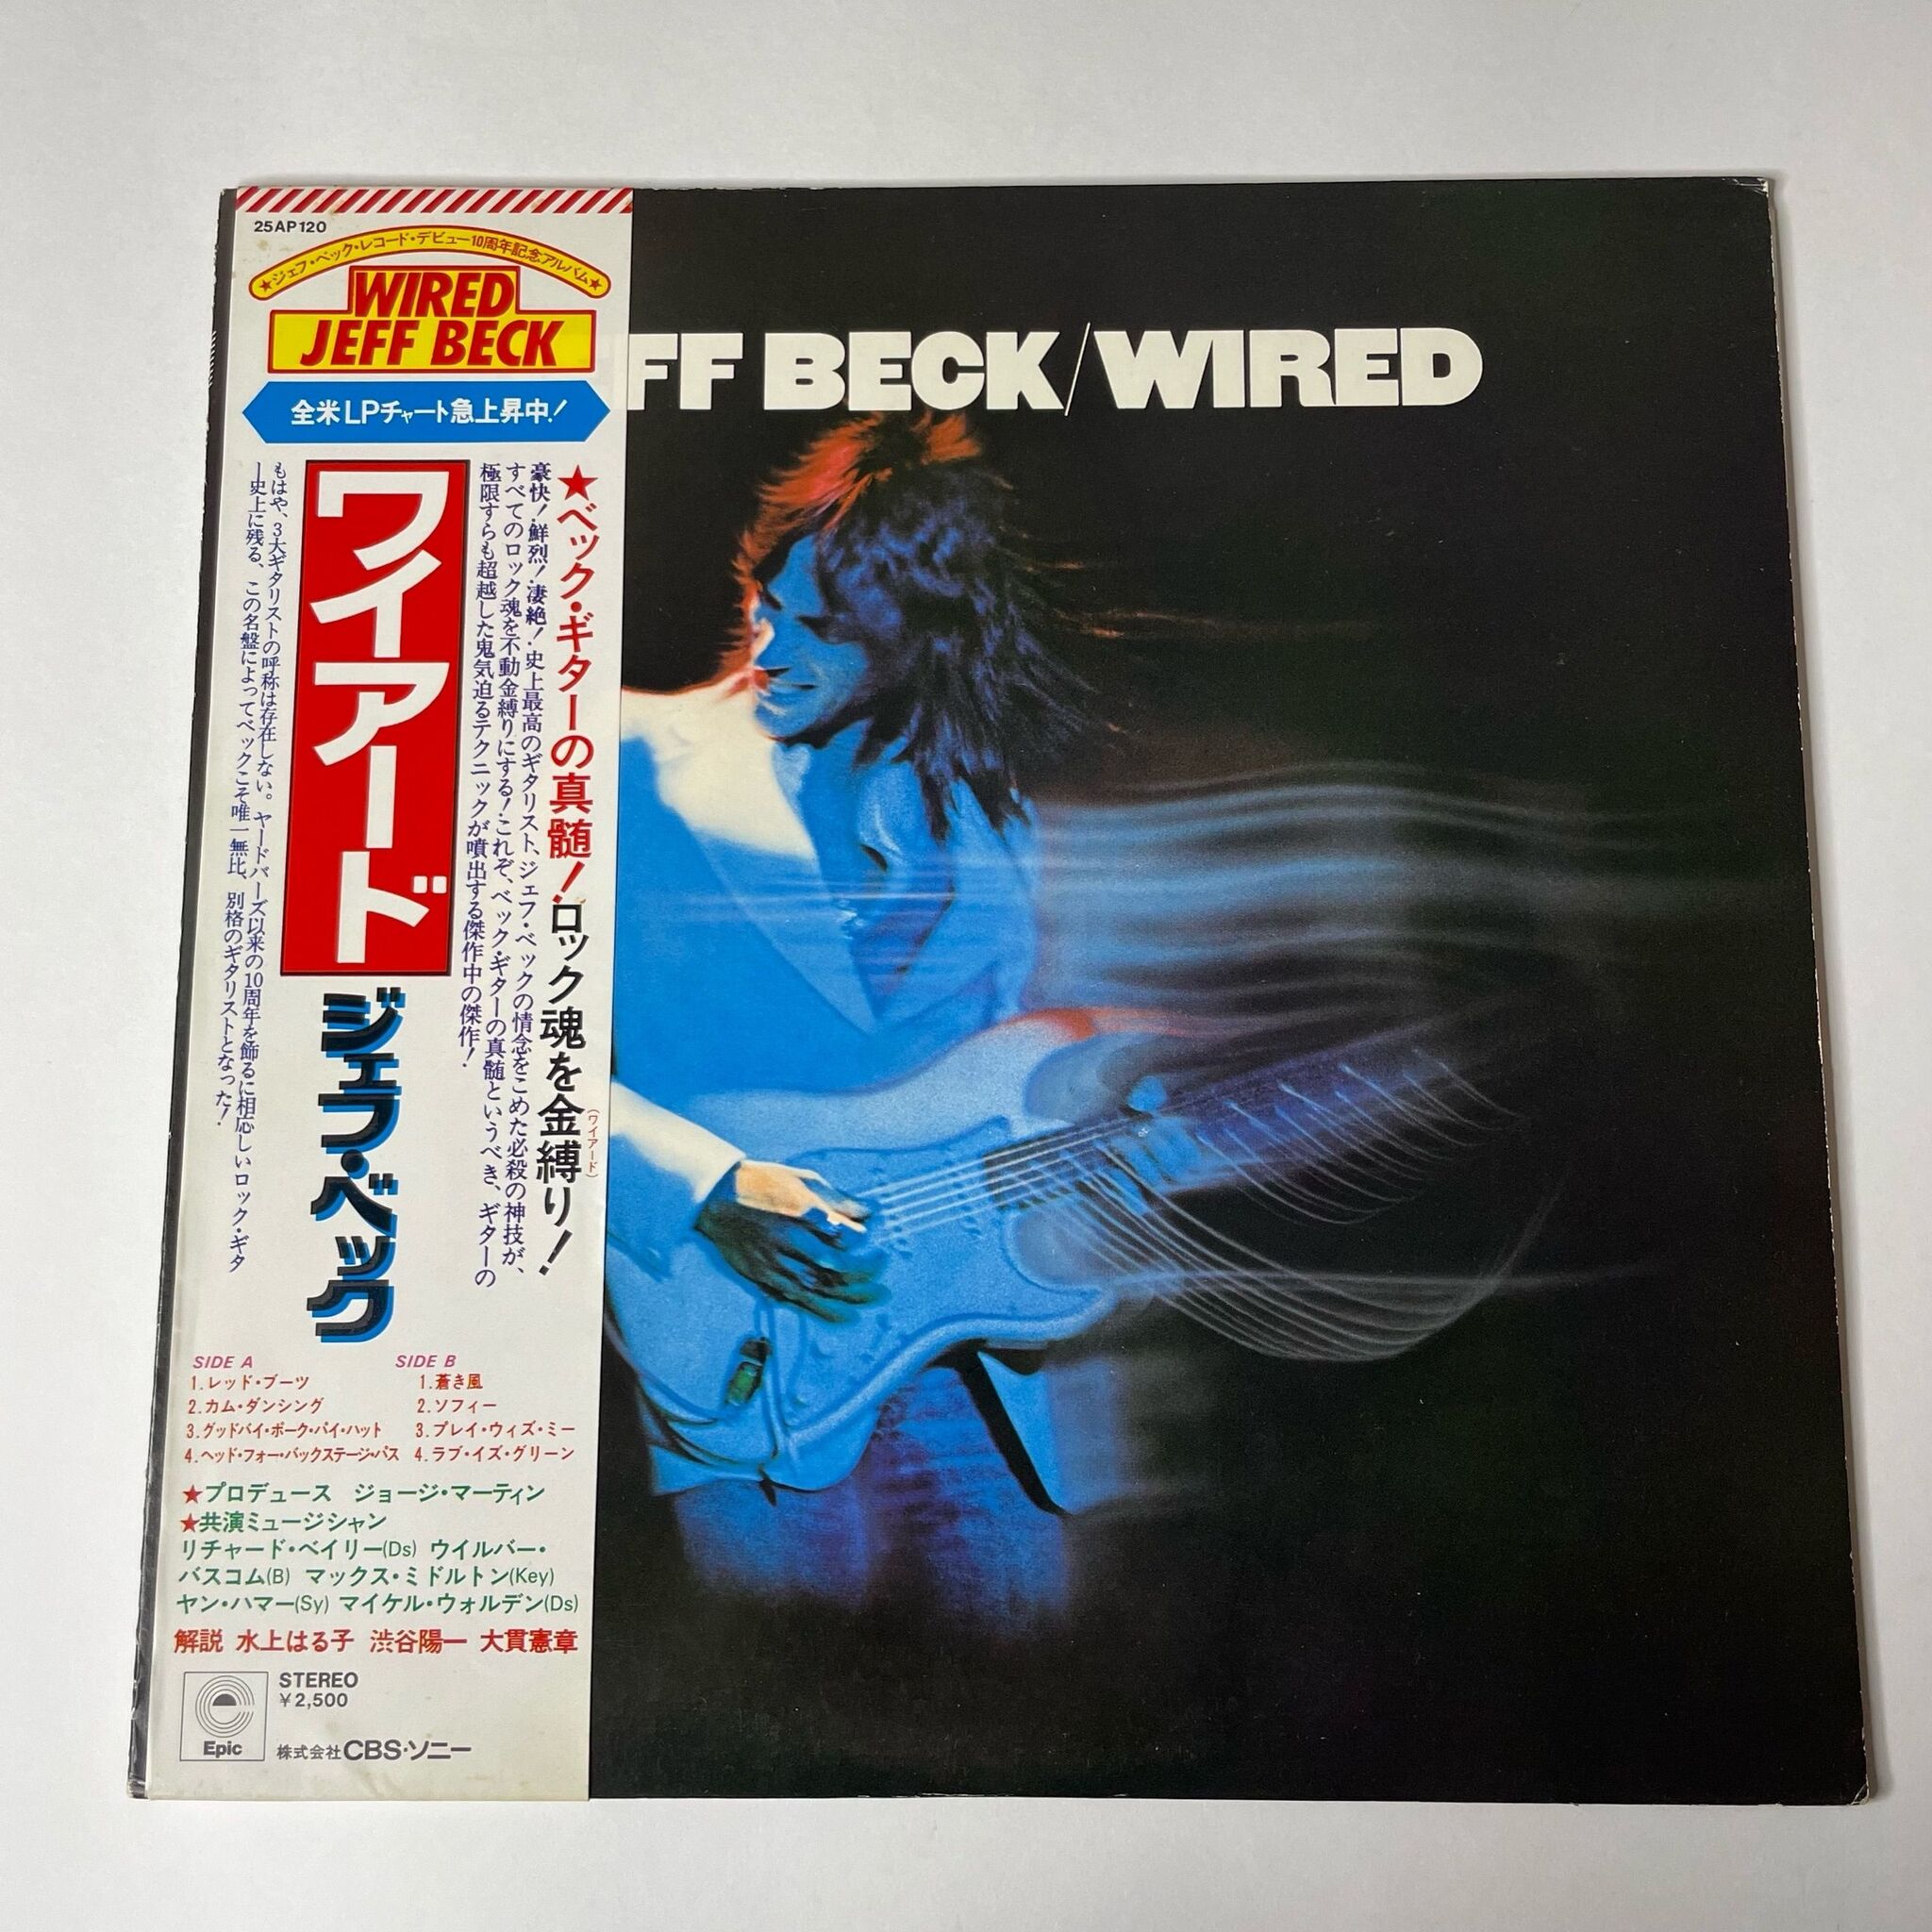 25AP120
★ジェフ・ベック・レコード・デビュー10周年記念アルバム★
WIRED
JEFF BECK
全米LPチャート急上昇中!
FF BECK/WIRED
★ベック・ギターの真髄!ロック魂を金縛り!
(ワイアード)
豪快!鮮烈!凄絶!史上最高のギタリスト、ジェフ・ベックの情念をこめた必殺の神技が、
すべてのロック魂を不動金縛りにする!これぞ、ベック・ギターの真髄というべき、ギターの
極限すらも超越した鬼気迫るテクニックが噴出する傑作中の傑作!
ワイアード
ジェフ・ベック
もはや、3大ギタリストの呼称は存在しない。ヤードバーズ以来の10周年を飾るに相応しいロック・ギタ
ー史上に残る、この名盤によってベックこそ唯一無比、別格のギタリストとなった!
SIDE A
1.レッド・ブーツ
2.カム・ダンシング
3.グッドバイ・ポーク・パイ・ハット
4.ヘッド・フォー・バックステージ・パス
SIDE B
1.蒼き風
2.ソフィー
3.プレイ・ウィズ・ミー
4.ラブ・イズ・グリーン
★プロデュース ジョージ・マーティン
★共演ミュージシャン
リチャード・ベイリー(Ds) ウイルバー・
バスコム(B) マックス・ミドルトン(Key)
ヤン・ハマー(Sy) マイケル・ウォルデン(Ds)
解説 水上はる子 渋谷陽一 大貫憲章
Epic
STEREO
¥2,500
株式会社CBS・ソニー